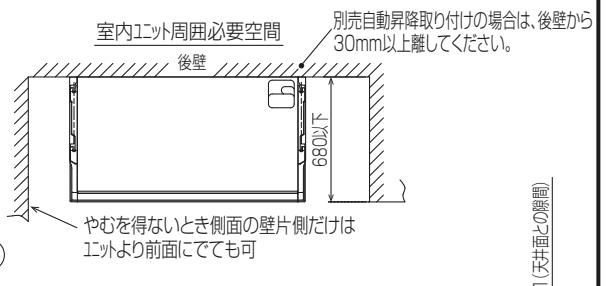 室内ユニット周囲必要空間
別売自動昇降取り付けの場合は、後壁から
30mm以上離してください。
後壁
680以下
やむを得ないとき側面の壁片側だけは
ユニットより前面にでても可
(天井面との隙間)